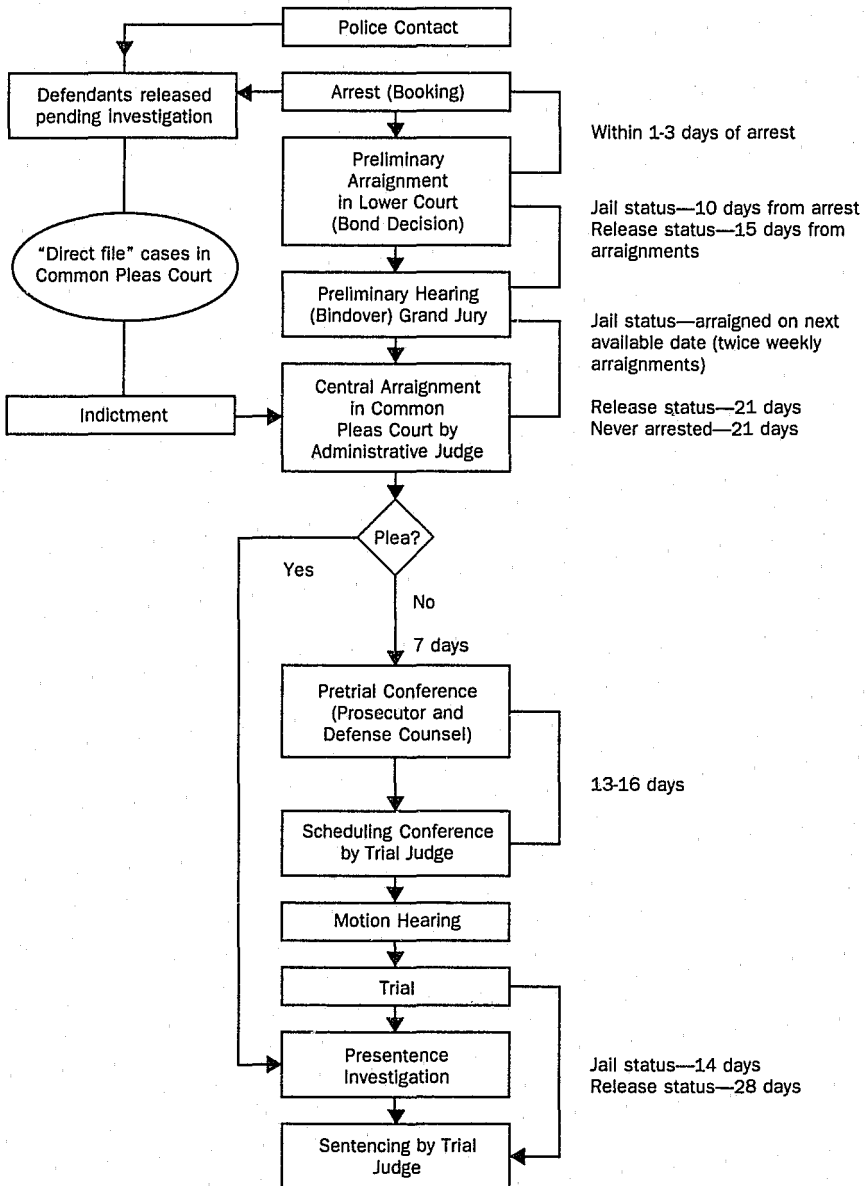 Police Contact
Defendants released
pending investigation
Arrest (Booking)
Within 1-3 days of arrest
Preliminary
Arraignment
in Lower Court
(Bond Decision)
Jail status—10 days from arrest
Release status—15 days from
arraignments
"Direct file" cases in
Common Pleas Court
Preliminary Hearing
(Bindover) Grand Jury
Jail status—arraigned on next
available date (twice weekly
arraignments)
Indictment
Central Arraignment
in Common
Pleas Court by
Administrative Judge
Release status—21 days
Never arrested—21 days
Plea?
Yes
No
7 days
Pretrial Conference
(Prosecutor and
Defense Counsel)
13-16 days
Scheduling Conference
by Trial Judge
Motion Hearing
Trial
Presentence
Investigation
Jail status—14 days
Release status—28 days
Sentencing by Trial
Judge